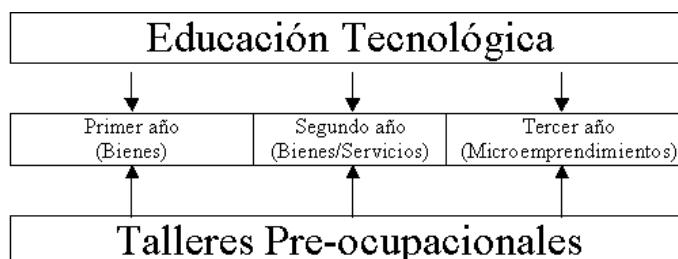 Educación Tecnológica
Primer año
(Bienes)
Segundo año
(Bienes/Servicios)
Tercer año
(Microemprendimientos)
Talleres Pre-ocupacionales